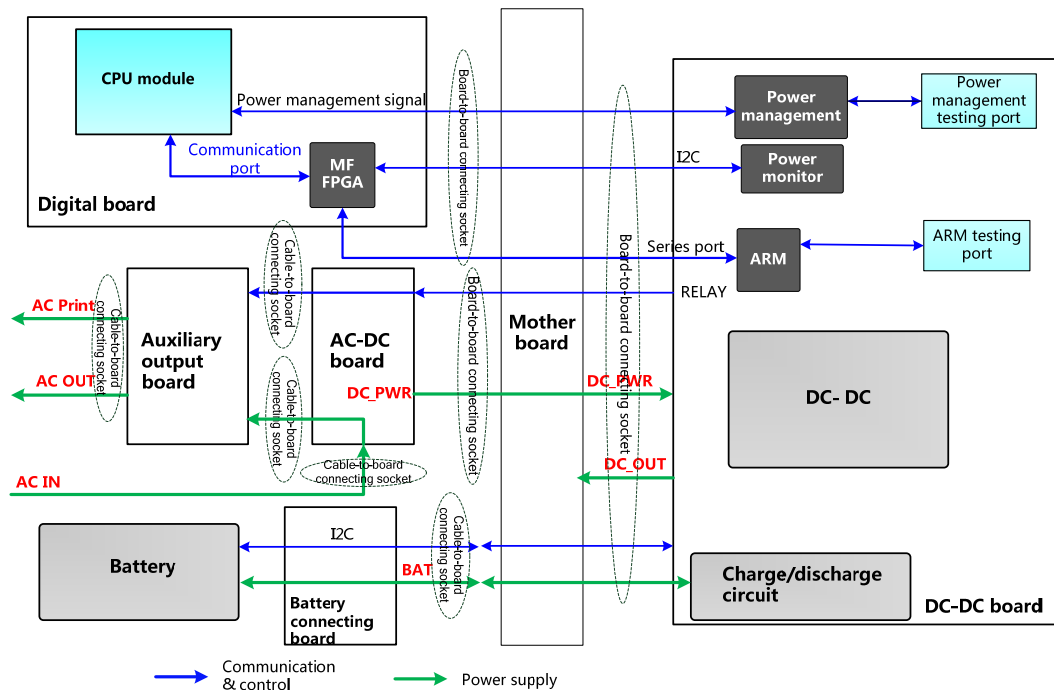 CPU module
Power management signal
Communication
port
MF
FPGA
Digital board
Board-to-board connecting socket
Mother
board
Board-to-board connecting socket
Power
management
Power
management
testing port
I2C
Power
monitor
Series port
ARM
ARM testing
port
RELAY
Cable-to-board
connecting socket
AC Print
AC OUT
Cable-to-board
connecting socket
Auxiliary
output
board
AC-DC
board
DC_PWR
Cable-to-board
connecting socket
Board-to-board connecting socket
DC_PWR
DC- DC
DC_OUT
AC IN
Cable-to-board
connecting socket
Battery
I2C
BAT
Cable-to-board
connecting socket
Battery
connecting
board
Charge/discharge
circuit
DC-DC board
Communication
& control
Power supply